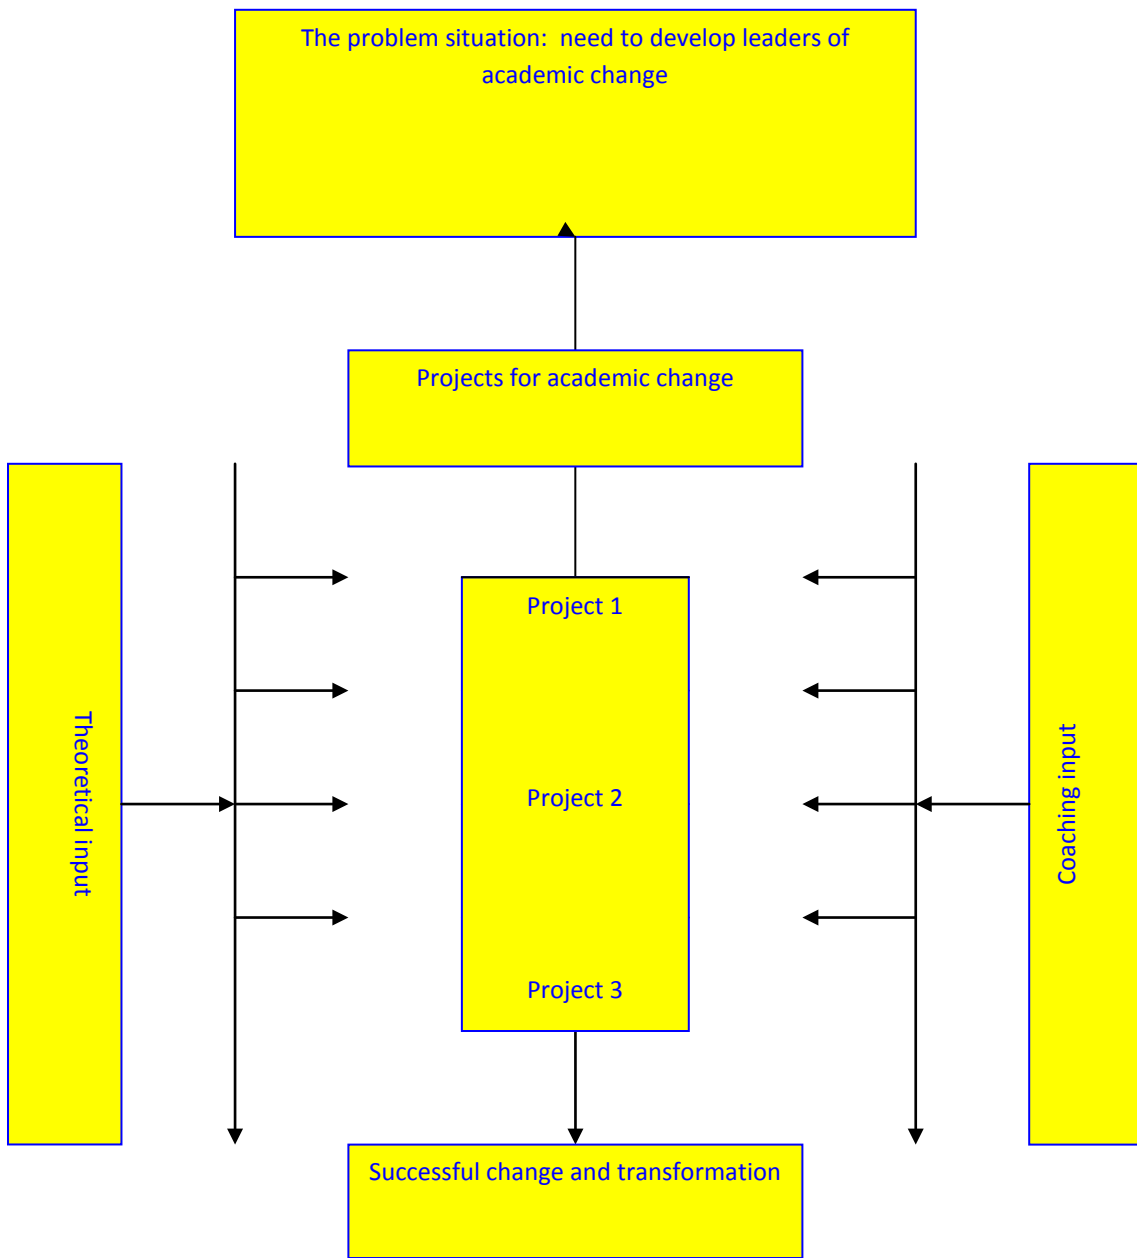 The problem situation:  need to develop leaders of
academic change
Projects for academic change
Project 1
Theoretical input
Project 2
Coaching input
Project 3
Successful change and transformation